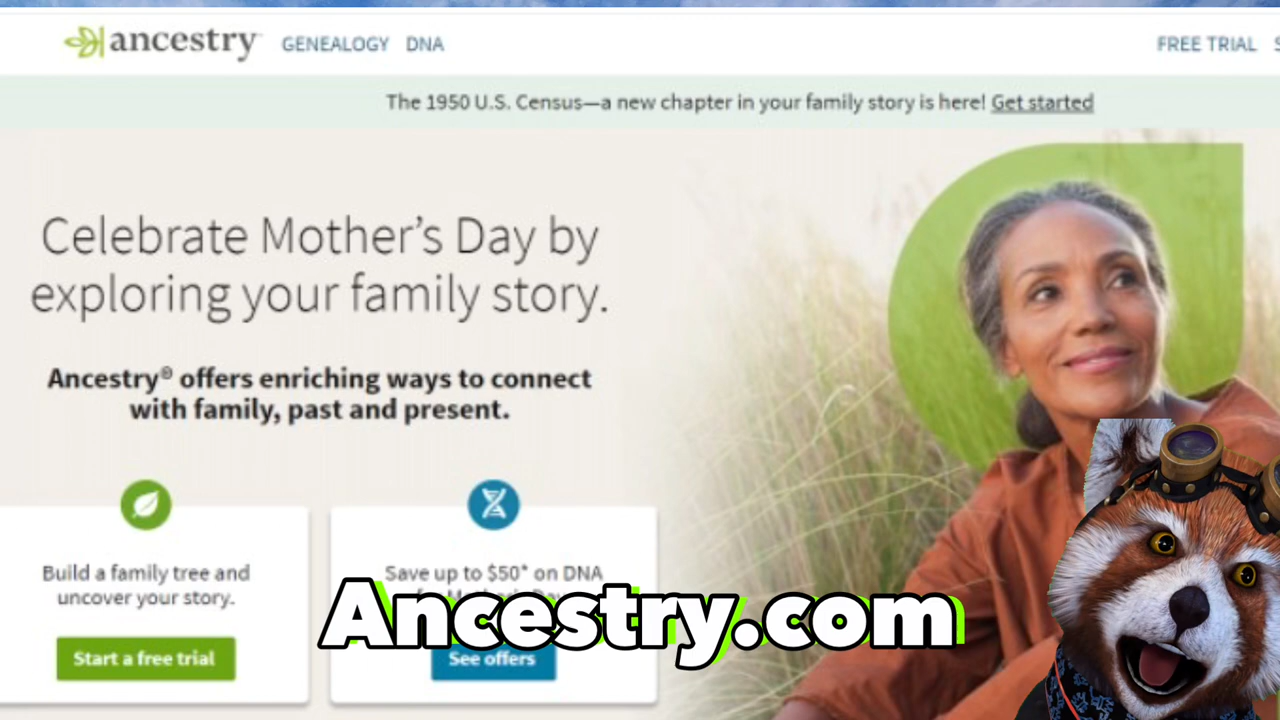 ancestry GENEALOGY DNA FREE TRIAL S
The 1950 U.S. Census—a new chapter in your family story is here! Get started
Celebrate Mother's Day by
exploring your family story.
Ancestry® offers enriching ways to connect
with family, past and present.
Build a family tree and
uncover your story.
Start a free trial
Save up to $50* on DNA
See offers
Ancestry.com